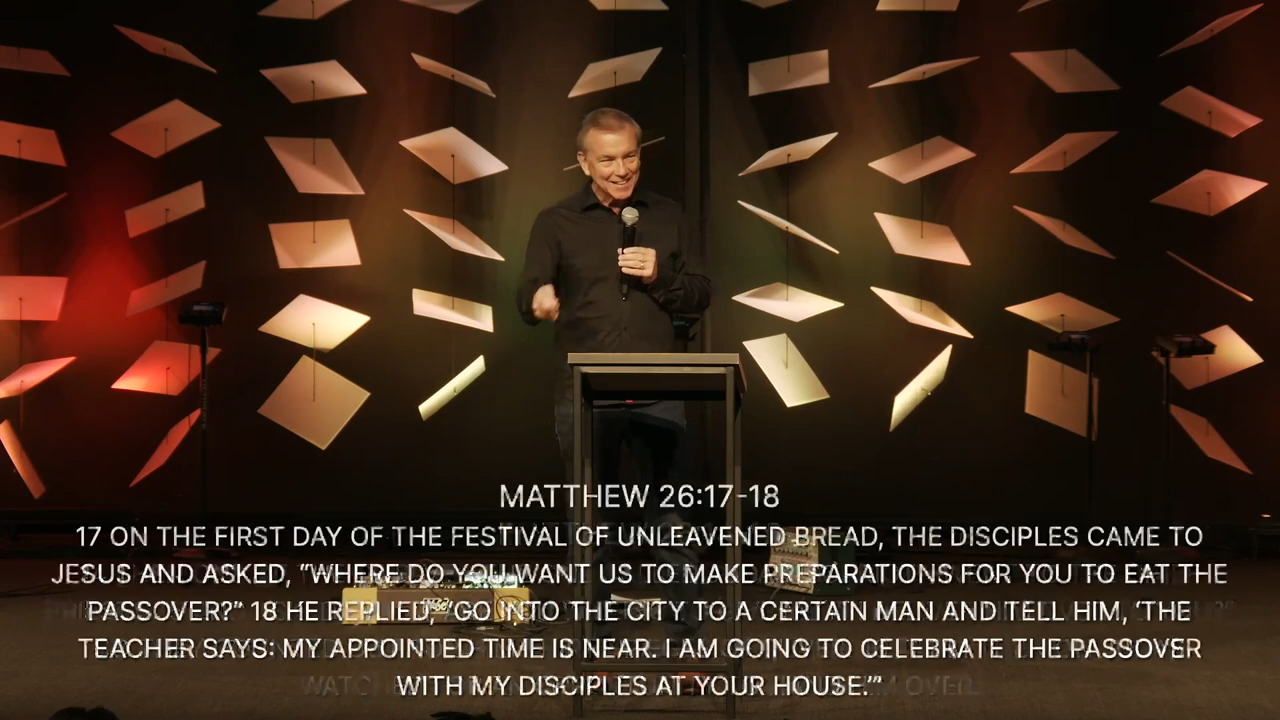 MATTHEW 26:17-18
17 ON THE FIRST DAY OF THE FESTIVAL OF UNLEAVENED BREAD, THE DISCIPLES CAME TO
JESUS AND ASKED, “WHERE DO YOU WANT US TO MAKE PREPARATIONS FOR YOU TO EAT THE
PASSOVER?” 18 HE REPLIED, “GO INTO THE CITY TO A CERTAIN MAN AND TELL HIM, ‘THE
TEACHER SAYS: MY APPOINTED TIME IS NEAR. I AM GOING TO CELEBRATE THE PASSOVER
WITH MY DISCIPLES AT YOUR HOUSE.’”